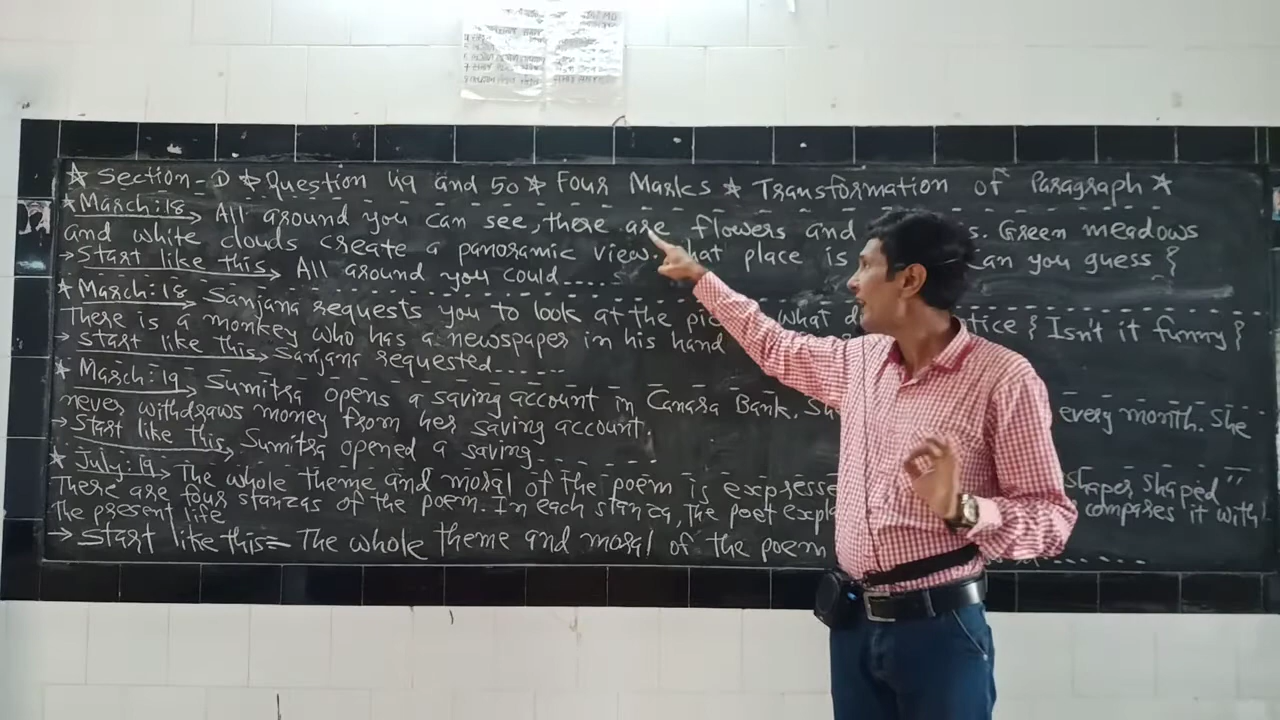 ★ Section-D ★ Question 49 and 50 ★ Four Marks ★ Transformation of Paragraph ★
★ March:18 → All around you can see, there are flowers and s. Green meadows
and white clouds create a panoramic view. hat place is an you guess {
→ Start like this → All around you could.....
★ March:18 → Sanjana requests you to look at the pic what d tice { Isn't it funny }
There is a monkey who has a newspaper in his hand
→ Start like this → Sanjana requested......
★ March:19 → Sumitra opens a saving account in Canara Bank. Sh every month. She
never withdraws money from her saving account.
→ Start like this → Sumitra opened a saving
★ July:19 → The whole theme and moral of the poem is expresse shaper shaped"
There are four stanzas of the poem. In each stanza, the poet expla compares it with
the present life
→ Start like this = The whole theme and moral of the poem